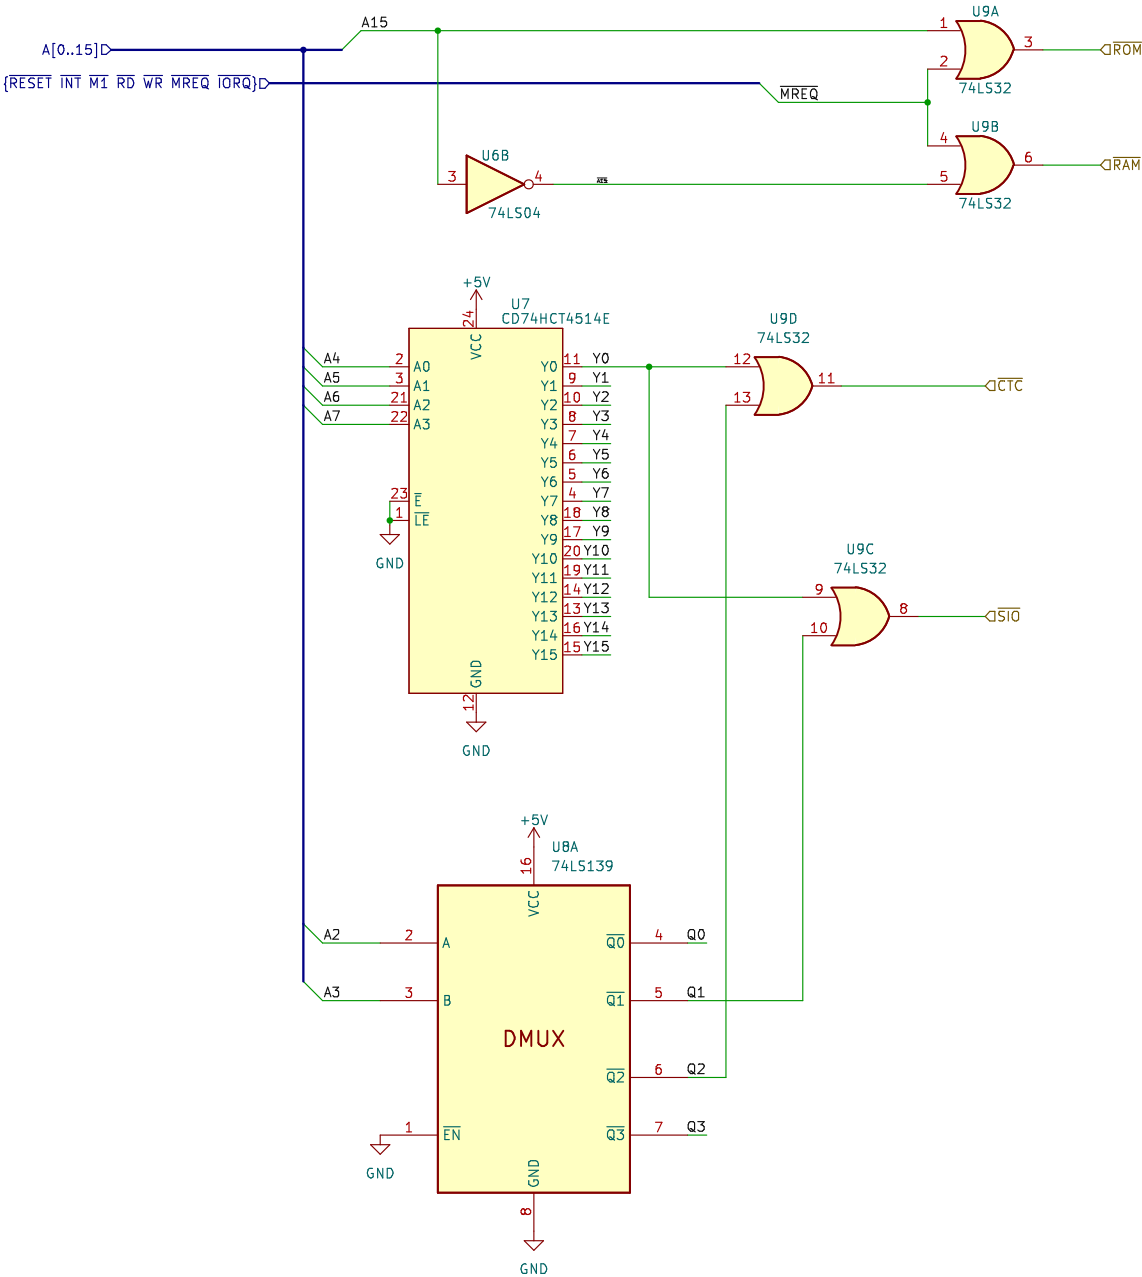 U9A
A15
1
A[0..15]
3
ROM
2
{RESET INT M1 RD WR MREQ IORQ}
74LS32
MREQ
U9B
4
U6B
6
RAM
3
4
5
74LS04
74LS32
+5V
U7
CD74HCT4514E
24
U9D
74LS32
VCC
A4
2
A0
Y0
11
Y0
12
A5
3
A1
Y1
9
Y1
11
CTC
A6
21
A2
Y2
10
Y2
13
A7
22
A3
Y3
8
Y3
Y4
7
Y4
Y5
6
Y5
Y6
5
Y6
23
E
Y7
4
Y7
1
LE
Y8
18
Y8
Y9
17
Y9
GND
Y10
20
Y10
U9C
74LS32
Y11
19
Y11
Y12
14
Y12
9
Y13
13
Y13
8
SIO
Y14
16
Y14
10
Y15
15
Y15
GND
12
GND
+5V
U8A
74LS139
16
VCC
A2
2
A
Q0
4
Q0
A3
3
B
Q1
5
Q1
DMUX
Q2
6
Q2
1
EN
Q3
7
Q3
GND
GND
8
GND